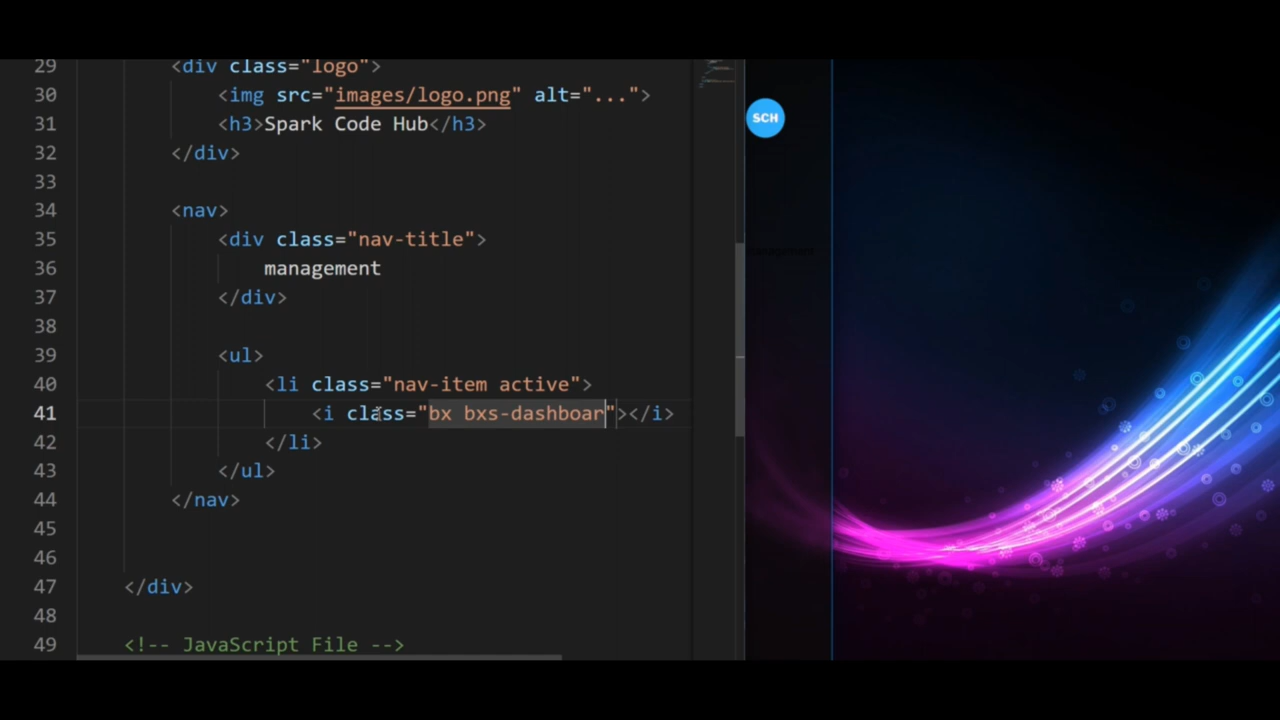 29 <div class="logo">
30 <img src="images/logo.png" alt="...">
31 <h3>Spark Code Hub</h3>
32 </div>
33
34 <nav>
35 <div class="nav-title">
36 management
37 </div>
38
39 <ul>
40 <li class="nav-item active">
41 <i class="bx bxs-dashboar"></i>
42 </li>
43 </ul>
44 </nav>
45
46
47 </div>
48
49 <!-- JavaScript File -->
SCH
management